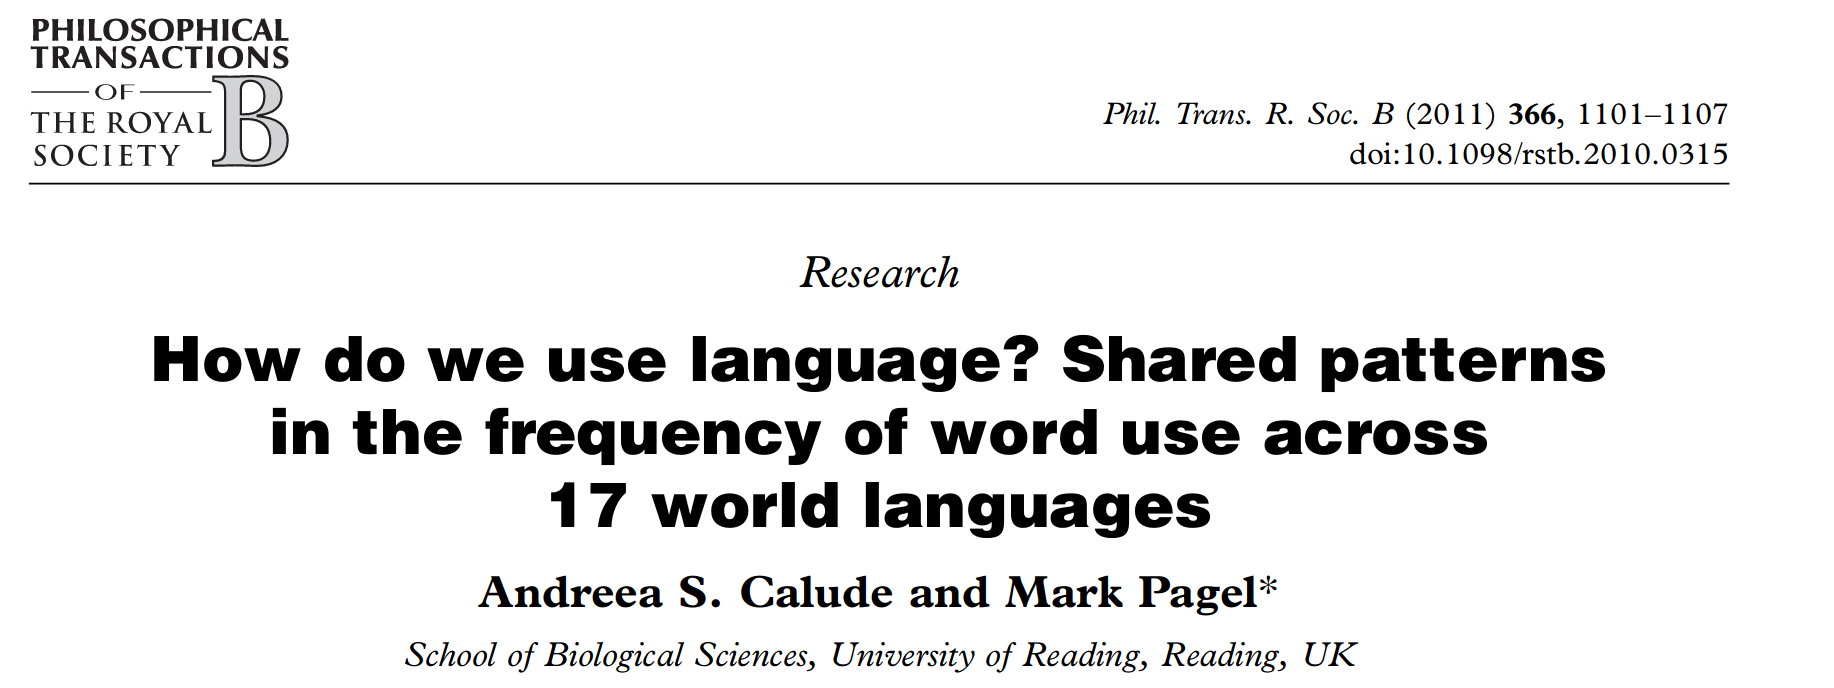 PHILOSOPHICAL
TRANSACTIONS
OF
THE ROYAL
SOCIETY B
Phil. Trans. R. Soc. B (2011) 366, 1101–1107
doi:10.1098/rstb.2010.0315
Research
How do we use language? Shared patterns
in the frequency of word use across
17 world languages
Andreea S. Calude and Mark Pagel*
School of Biological Sciences, University of Reading, Reading, UK